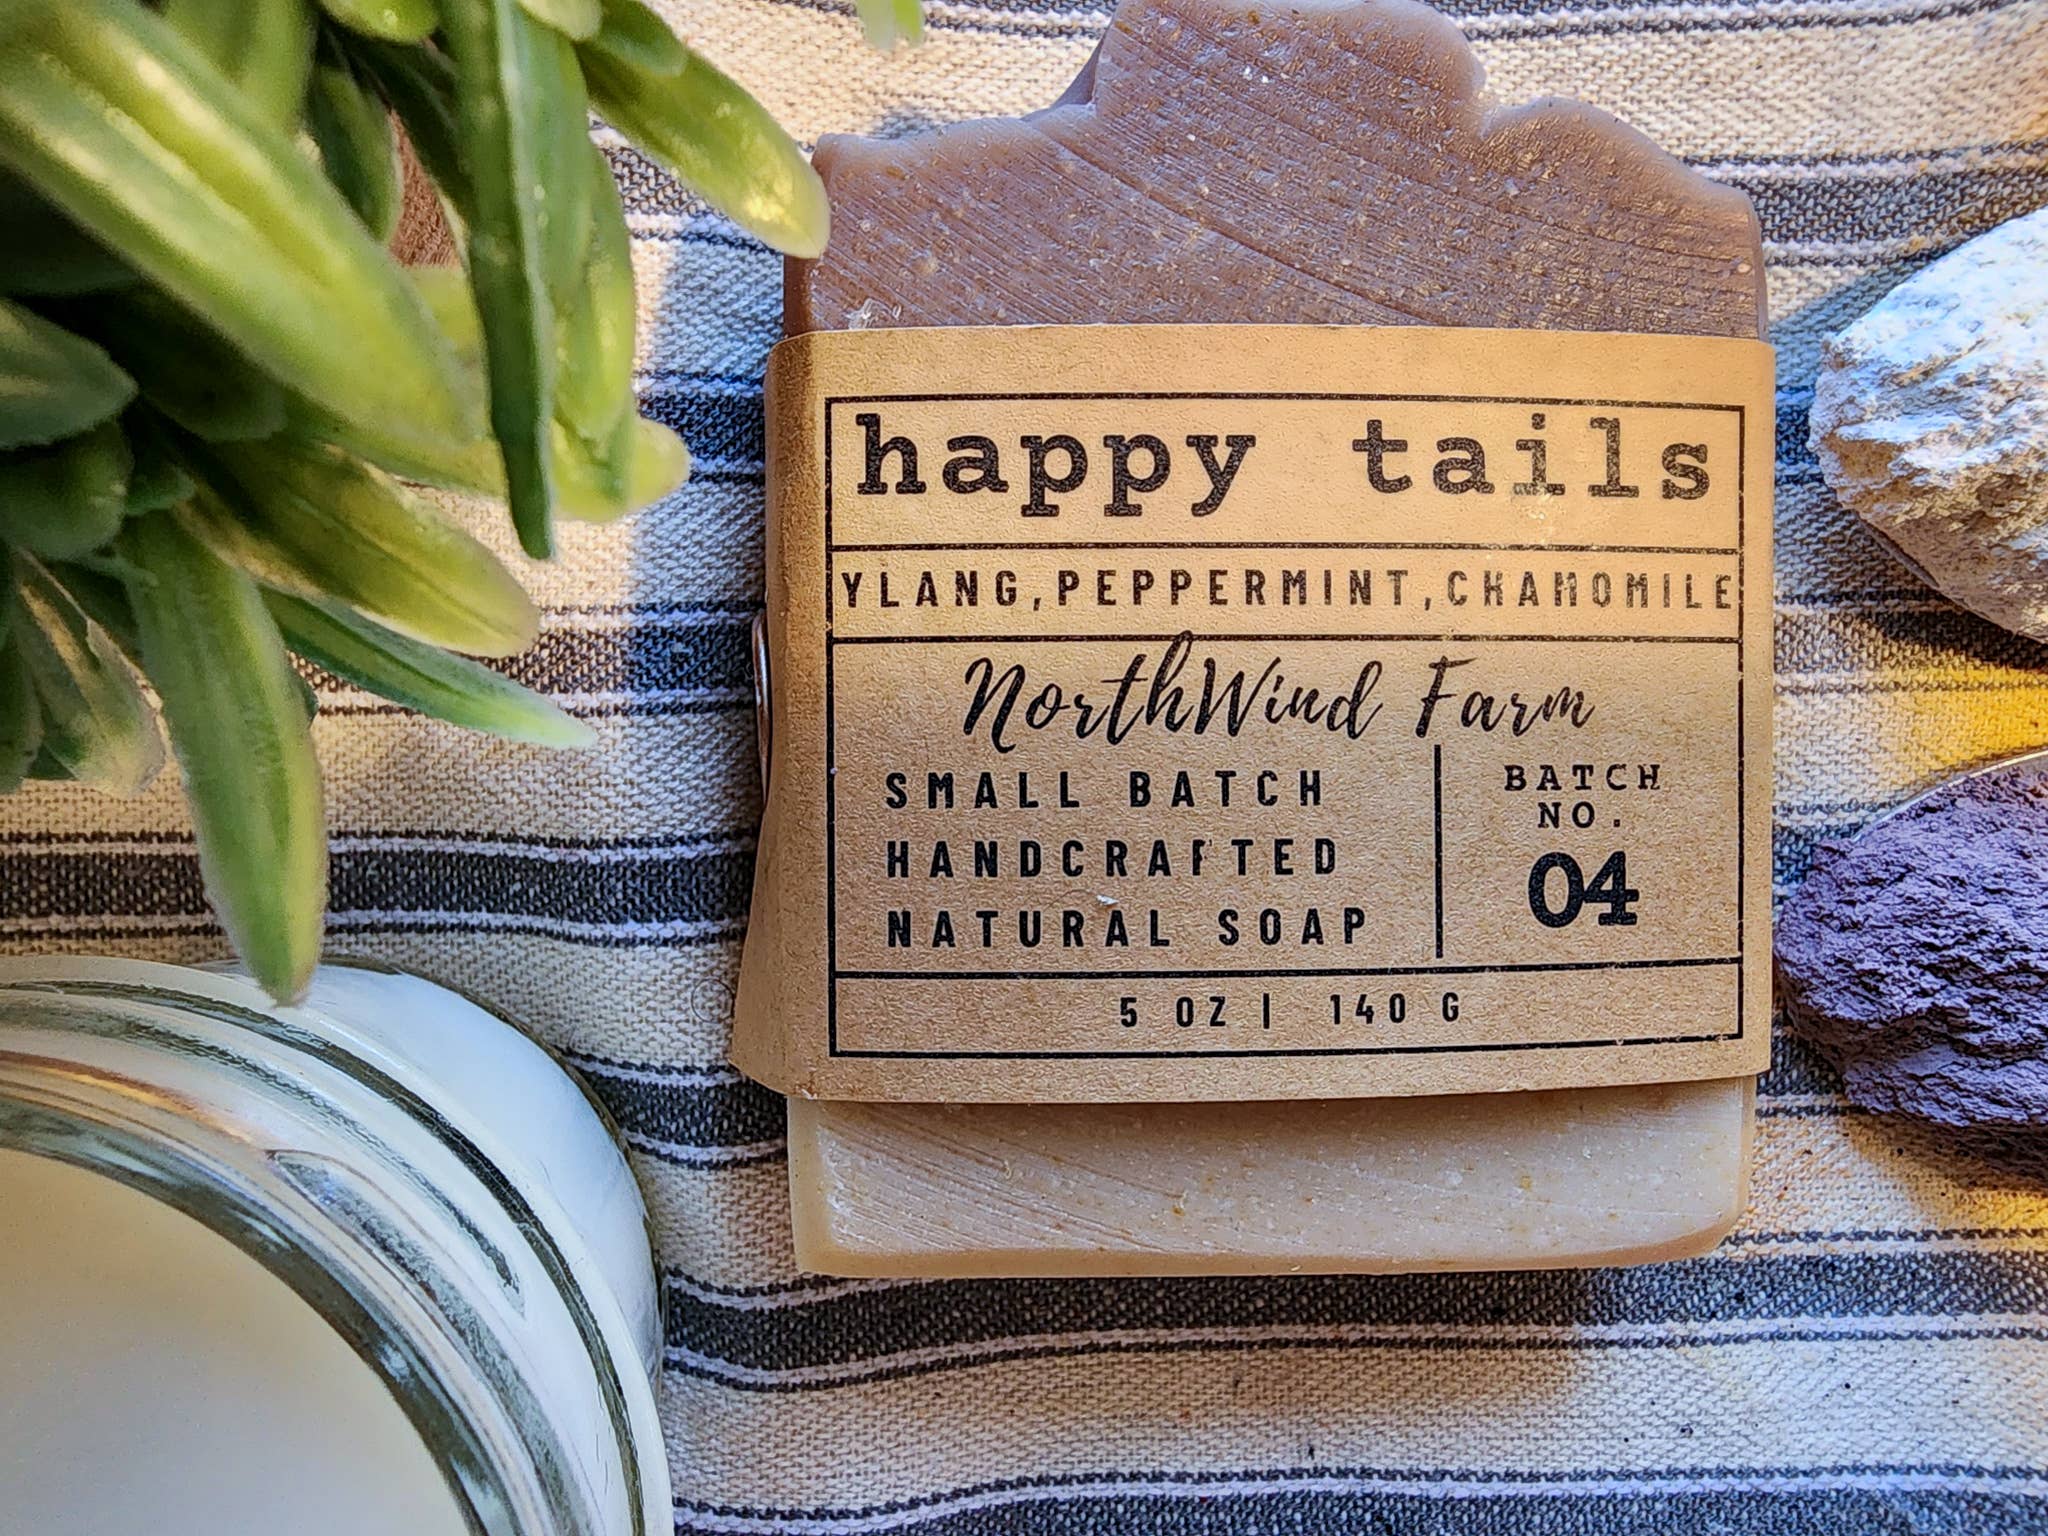 happy tails
YLANG,PEPPERMINT,CHAMOMILE
NorthWind Farm
SMALL BATCH
HANDCRAFTED
NATURAL SOAP
BATCH
NO.
04
5 OZ | 140 G